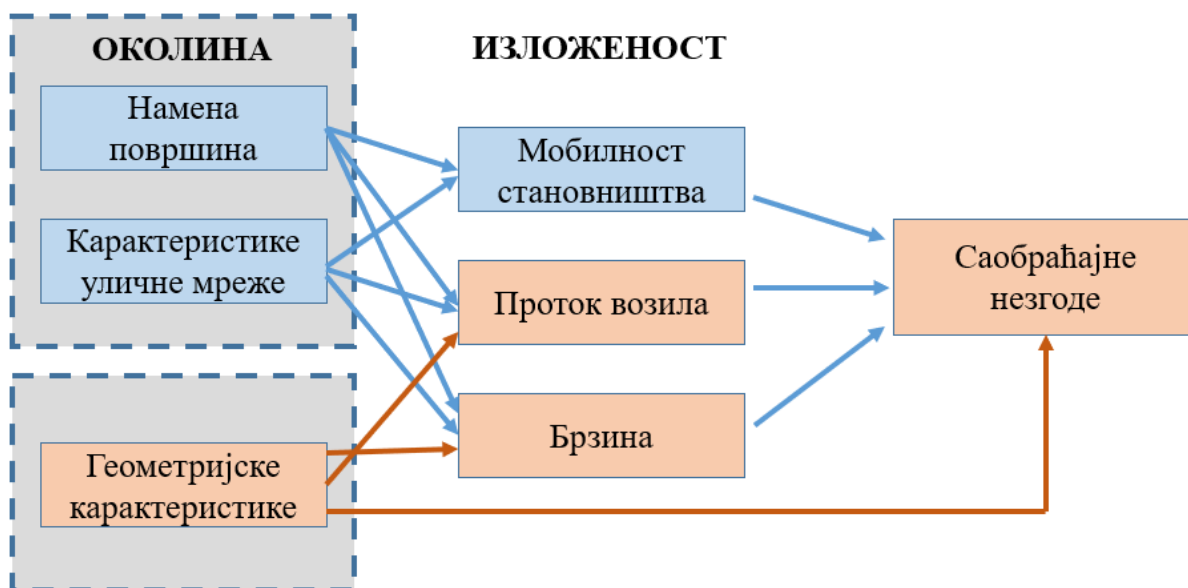 ОКОЛИНА
Намена
површина
Карактеристике
уличне мреже
Геометријске
карактеристике
ИЗЛОЖЕНОСТ
Мобилност
становништва
Проток возила
Брзина
Саобраћајне
незгоде